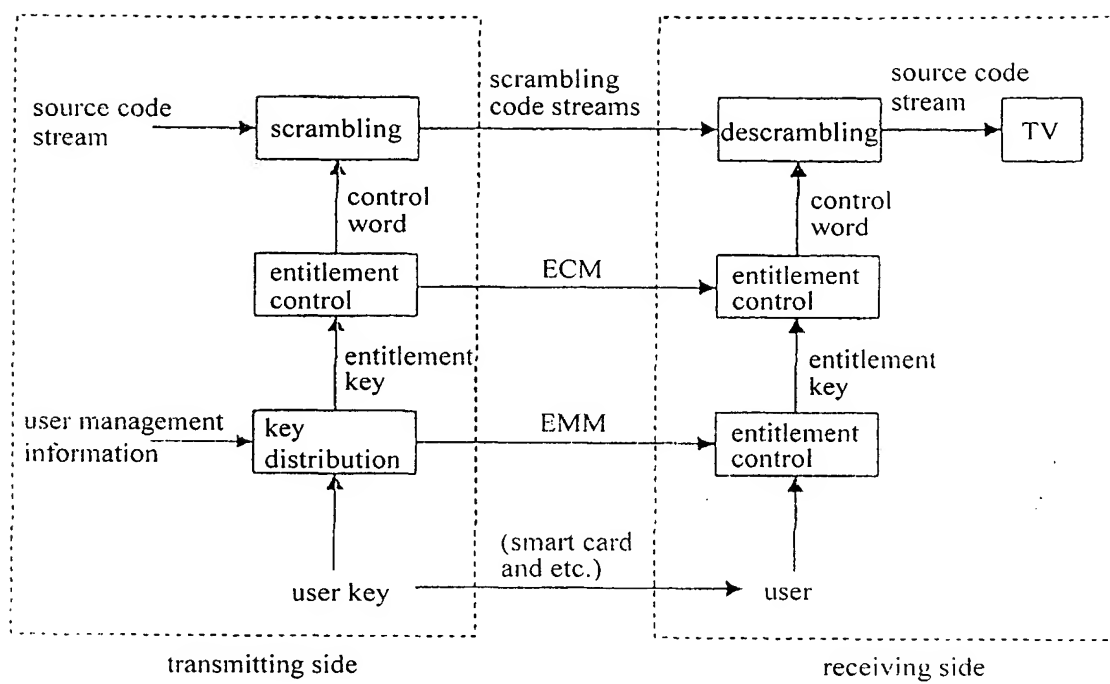 source code
stream
scrambling
scrambling
code streams
descrambling
source code
stream
TV
control
word
control
word
entitlement
control
ECM
entitlement
control
entitlement
key
entitlement
key
user management
information
key
distribution
EMM
entitlement
control
user key
(smart card
and etc.)
user
transmitting side
receiving side